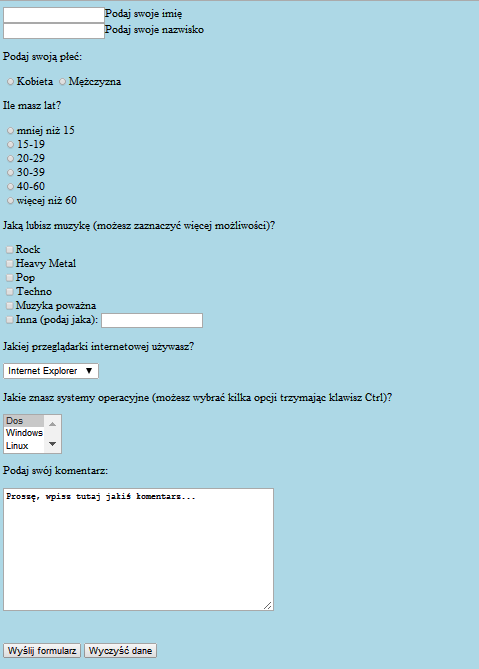 Podaj swoje imię
Podaj swoje nazwisko
Podaj swoją płeć:
Kobieta Mężczyzna
Ile masz lat?
mniej niż 15
15-19
20-29
30-39
40-60
więcej niż 60
Jaką lubisz muzykę (możesz zaznaczyć więcej możliwości)?
Rock
Heavy Metal
Pop
Techno
Muzyka poważna
Inna (podaj jaka):
Jakiej przeglądarki internetowej używasz?
Internet Explorer
Jakie znasz systemy operacyjne (możesz wybrać kilka opcji trzymając klawisz Ctrl)?
Dos
Windows
Linux
Podaj swój komentarz:
Proszę, wpisz tutaj jakiś komentarz...
Wyślij formularz Wyczyść dane